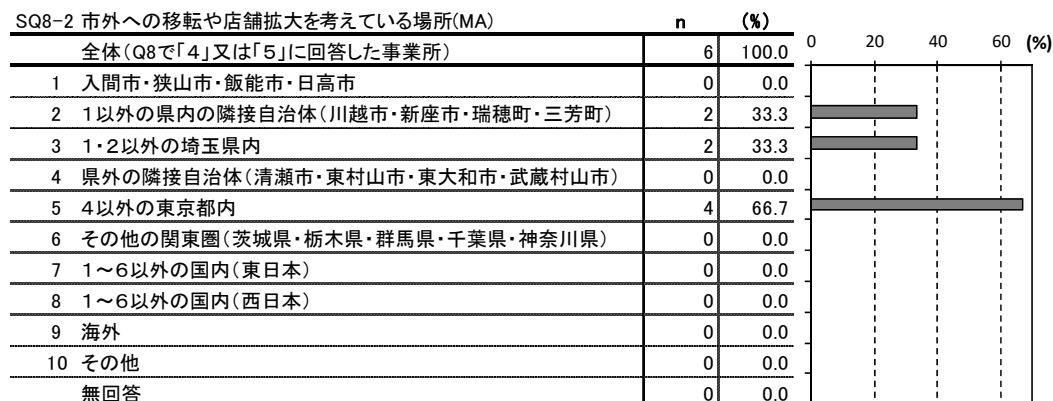 SQ8-2 市外への移転や店舗拡大を考えている場所(MA) n (%)
全体(Q8で「4」又は「5」に回答した事業所) 6 100.0
0 20 40 60 (%)
1 入間市・狭山市・飯能市・日高市 0 0.0
2 1以外の県内の隣接自治体(川越市・新座市・瑞穂町・三芳町) 2 33.3
3 1・2以外の埼玉県内 2 33.3
4 県外の隣接自治体(清瀬市・東村山市・東大和市・武蔵村山市) 0 0.0
5 4以外の東京都内 4 66.7
6 その他の関東圏(茨城県・栃木県・群馬県・千葉県・神奈川県) 0 0.0
7 1~6以外の国内(東日本) 0 0.0
8 1~6以外の国内(西日本) 0 0.0
9 海外 0 0.0
10 その他 0 0.0
無回答 0 0.0